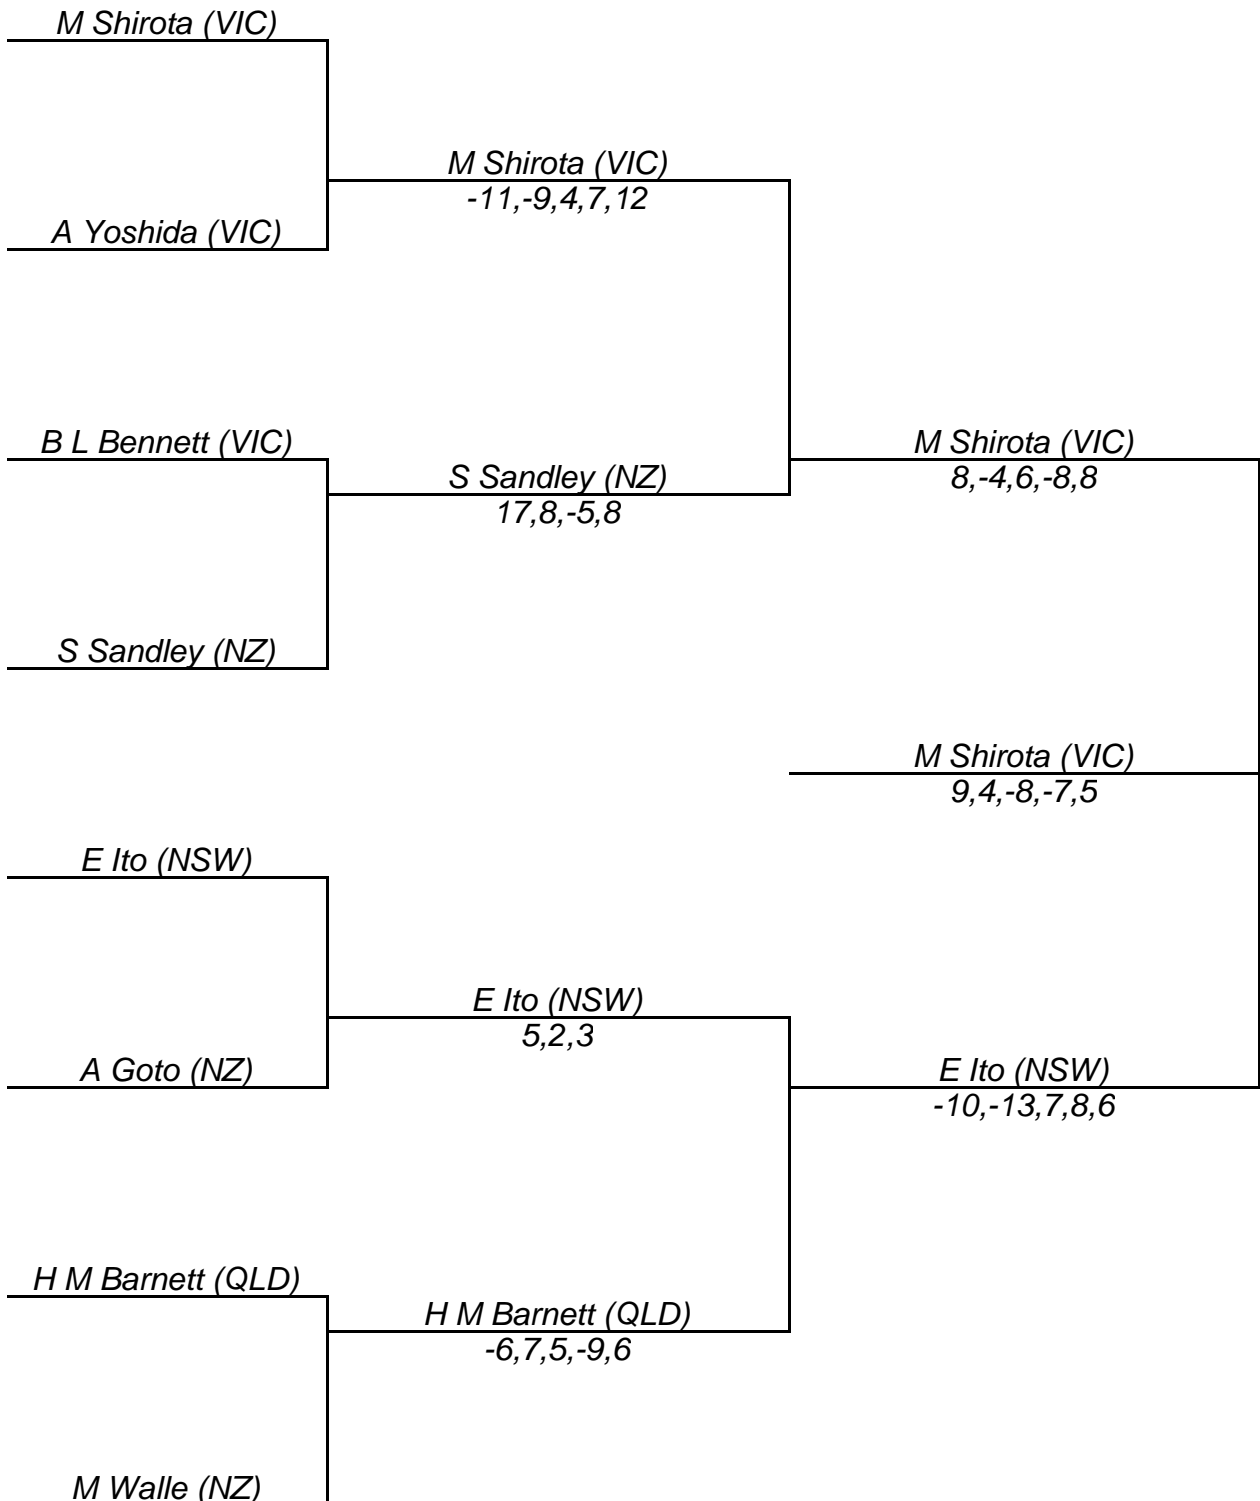 M Shirota (VIC)
M Shirota (VIC)
-11,-9,4,7,12
A Yoshida (VIC)
B L Bennett (VIC)
M Shirota (VIC)
8,-4,6,-8,8
S Sandley (NZ)
17,8,-5,8
S Sandley (NZ)
M Shirota (VIC)
9,4,-8,-7,5
E Ito (NSW)
E Ito (NSW)
5,2,3
A Goto (NZ)
E Ito (NSW)
-10,-13,7,8,6
H M Barnett (QLD)
H M Barnett (QLD)
-6,7,5,-9,6
M Walle (NZ)